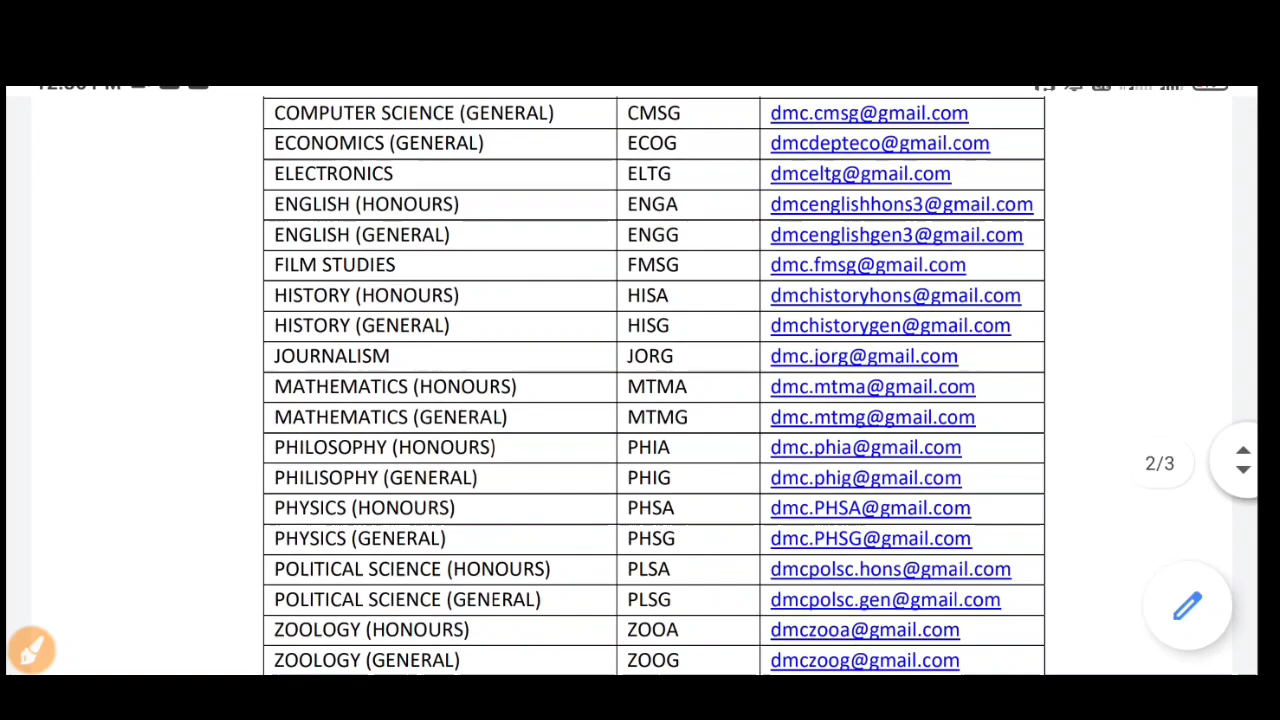 COMPUTER SCIENCE (GENERAL) CMSG dmc.cmsg@gmail.com
ECONOMICS (GENERAL) ECOG dmcdepteco@gmail.com
ELECTRONICS ELTG dmceltg@gmail.com
ENGLISH (HONOURS) ENGA dmcenglishhons3@gmail.com
ENGLISH (GENERAL) ENGG dmcenglishgen3@gmail.com
FILM STUDIES FMSG dmc.fmsg@gmail.com
HISTORY (HONOURS) HISA dmchistoryhons@gmail.com
HISTORY (GENERAL) HISG dmchistorygen@gmail.com
JOURNALISM JORG dmc.jorg@gmail.com
MATHEMATICS (HONOURS) MTMA dmc.mtma@gmail.com
MATHEMATICS (GENERAL) MTMG dmc.mtmg@gmail.com
PHILOSOPHY (HONOURS) PHIA dmc.phia@gmail.com
PHILISOPHY (GENERAL) PHIG dmc.phig@gmail.com
PHYSICS (HONOURS) PHSA dmc.PHSA@gmail.com
PHYSICS (GENERAL) PHSG dmc.PHSG@gmail.com
POLITICAL SCIENCE (HONOURS) PLSA dmcpolsc.hons@gmail.com
POLITICAL SCIENCE (GENERAL) PLSG dmcpolsc.gen@gmail.com
ZOOLOGY (HONOURS) ZOOA dmczooa@gmail.com
ZOOLOGY (GENERAL) ZOOG dmczoog@gmail.com
2/3